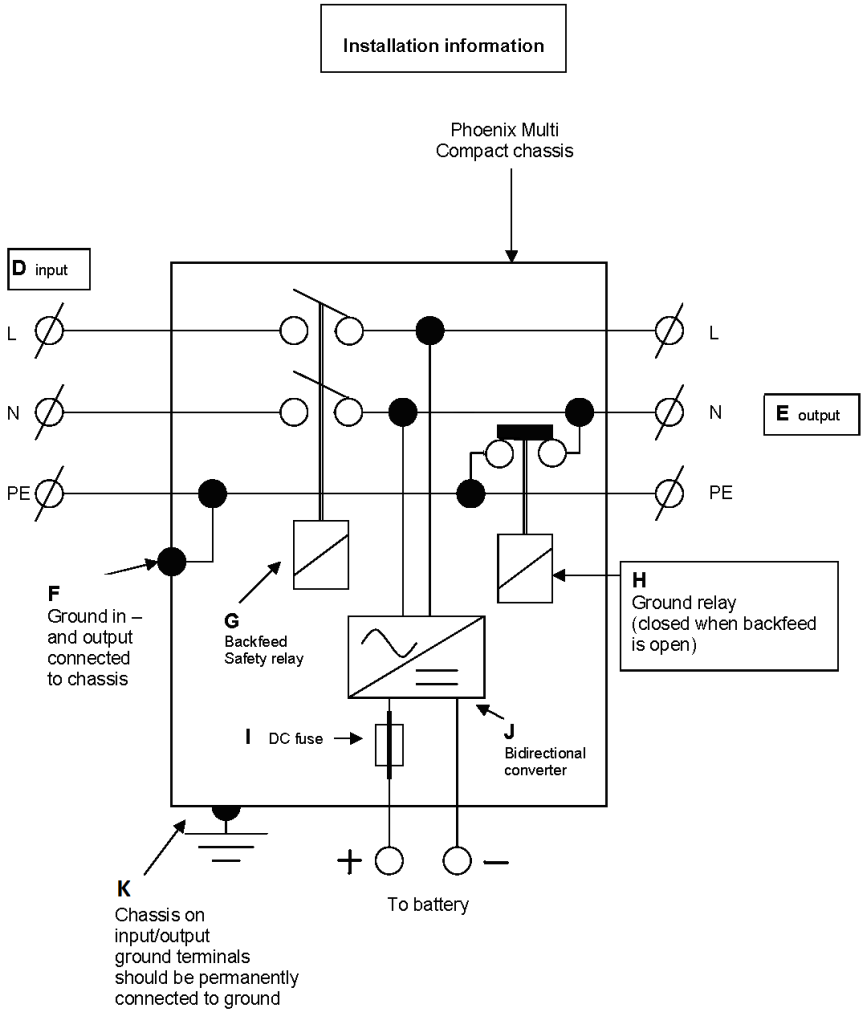 Installation information
Phoenix Multi
Compact chassis
D input
L
L
N
N
E output
PE
PE
F
Ground in –
and output
connected
to chassis
G
Backfeed
Safety relay
H
Ground relay
(closed when backfeed
is open)
I DC fuse
J
Bidirectional
converter
+
–
To battery
K
Chassis on
input/output
ground terminals
should be permanently
connected to ground